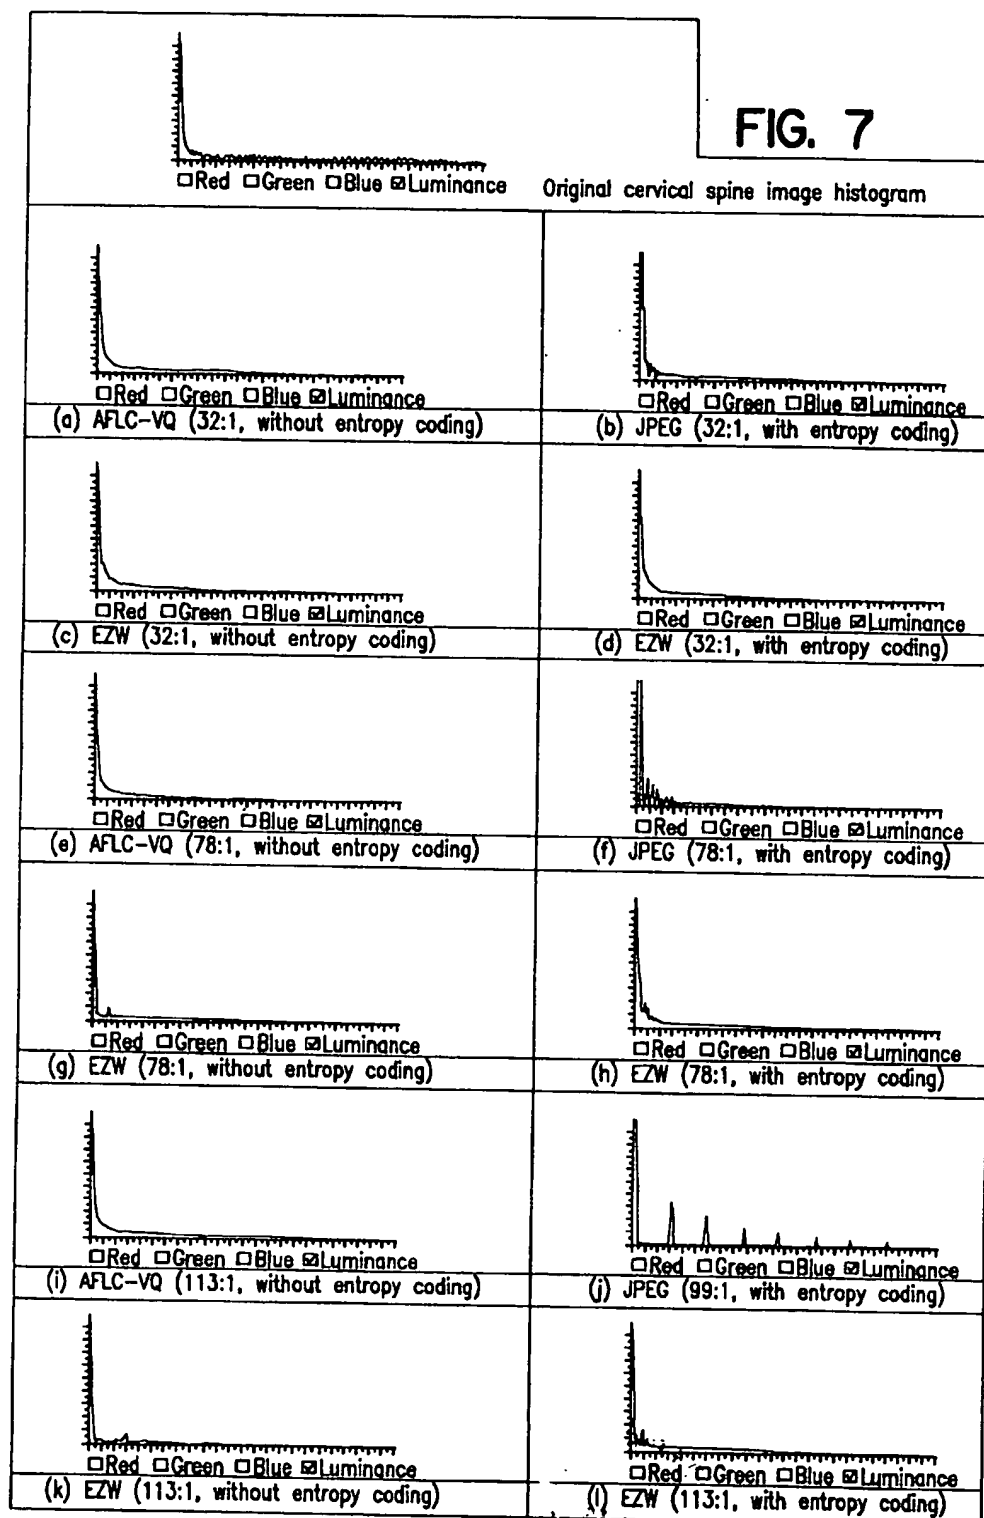 FIG. 7
☐Red ☐Green ☐Blue ☑Luminance
Original cervical spine image histogram
☐Red ☐Green ☐Blue ☑Luminance
(a) AFLC-VQ (32:1, without entropy coding)
☐Red ☐Green ☐Blue ☑Luminance
(b) JPEG (32:1, with entropy coding)
☐Red ☐Green ☐Blue ☑Luminance
(c) EZW (32:1, without entropy coding)
☐Red ☐Green ☐Blue ☑Luminance
(d) EZW (32:1, with entropy coding)
☐Red ☐Green ☐Blue ☑Luminance
(e) AFLC-VQ (78:1, without entropy coding)
☐Red ☐Green ☐Blue ☑Luminance
(f) JPEG (78:1, with entropy coding)
☐Red ☐Green ☐Blue ☑Luminance
(g) EZW (78:1, without entropy coding)
☐Red ☐Green ☐Blue ☑Luminance
(h) EZW (78:1, with entropy coding)
☐Red ☐Green ☐Blue ☑Luminance
(i) AFLC-VQ (113:1, without entropy coding)
☐Red ☐Green ☐Blue ☑Luminance
(j) JPEG (99:1, with entropy coding)
☐Red ☐Green ☐Blue ☑Luminance
(k) EZW (113:1, without entropy coding)
☐Red ☐Green ☐Blue ☑Luminance
(l) EZW (113:1, with entropy coding)